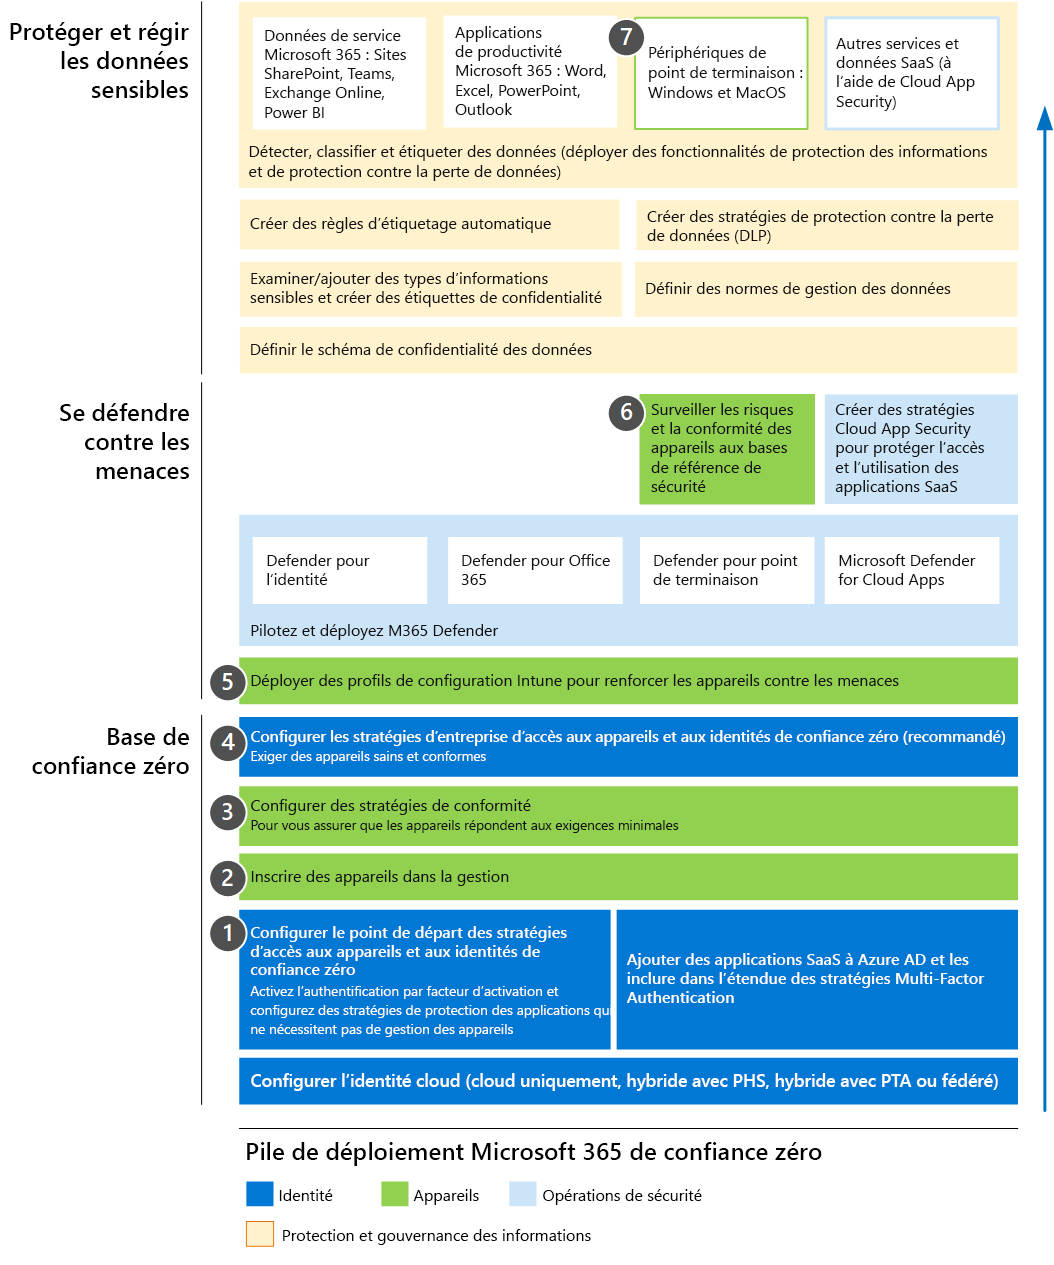 Protéger et régir
les données
sensibles
Données de service
Microsoft 365 : Sites
SharePoint, Teams,
Exchange Online,
Power BI
Applications
de productivité
Microsoft 365 : Word,
Excel, PowerPoint,
Outlook
7
Périphériques de
point de terminaison :
Windows et MacOS
Autres services et
données SaaS (à
l’aide de Cloud App
Security)
Détecter, classifier et étiqueter des données (déployer des fonctionnalités de protection des informations
et de protection contre la perte de données)
Créer des règles d’étiquetage automatique
Créer des stratégies de protection contre la perte
de données (DLP)
Examiner/ajouter des types d’informations
sensibles et créer des étiquettes de confidentialité
Définir des normes de gestion des données
Définir le schéma de confidentialité des données
Se défendre
contre les
menaces
6
Surveiller les risques
et la conformité des
appareils aux bases
de référence de
sécurité
Créer des stratégies
Cloud App Security
pour protéger l’accès
et l’utilisation des
applications SaaS
Defender pour
l’identité
Defender pour Office
365
Defender pour point
de terminaison
Microsoft Defender
for Cloud Apps
Pilotez et déployez M365 Defender
5
Déployer des profils de configuration Intune pour renforcer les appareils contre les menaces
Base de
confiance zéro
4
Configurer les stratégies d’entreprise d’accès aux appareils et aux identités de confiance zéro (recommandé)
Exiger des appareils sains et conformes
3
Configurer des stratégies de conformité
Pour vous assurer que les appareils répondent aux exigences minimales
2
Inscrire des appareils dans la gestion
1
Configurer le point de départ des stratégies
d’accès aux appareils et aux identités de
confiance zéro
Activez l’authentification par facteur d’activation et
configurez des stratégies de protection des applications qui
ne nécessitent pas de gestion des appareils
Ajouter des applications SaaS à Azure AD et les
inclure dans l’étendue des stratégies Multi-Factor
Authentication
Configurer l’identité cloud (cloud uniquement, hybride avec PHS, hybride avec PTA ou fédéré)
Pile de déploiement Microsoft 365 de confiance zéro
Identité
Appareils
Opérations de sécurité
Protection et gouvernance des informations